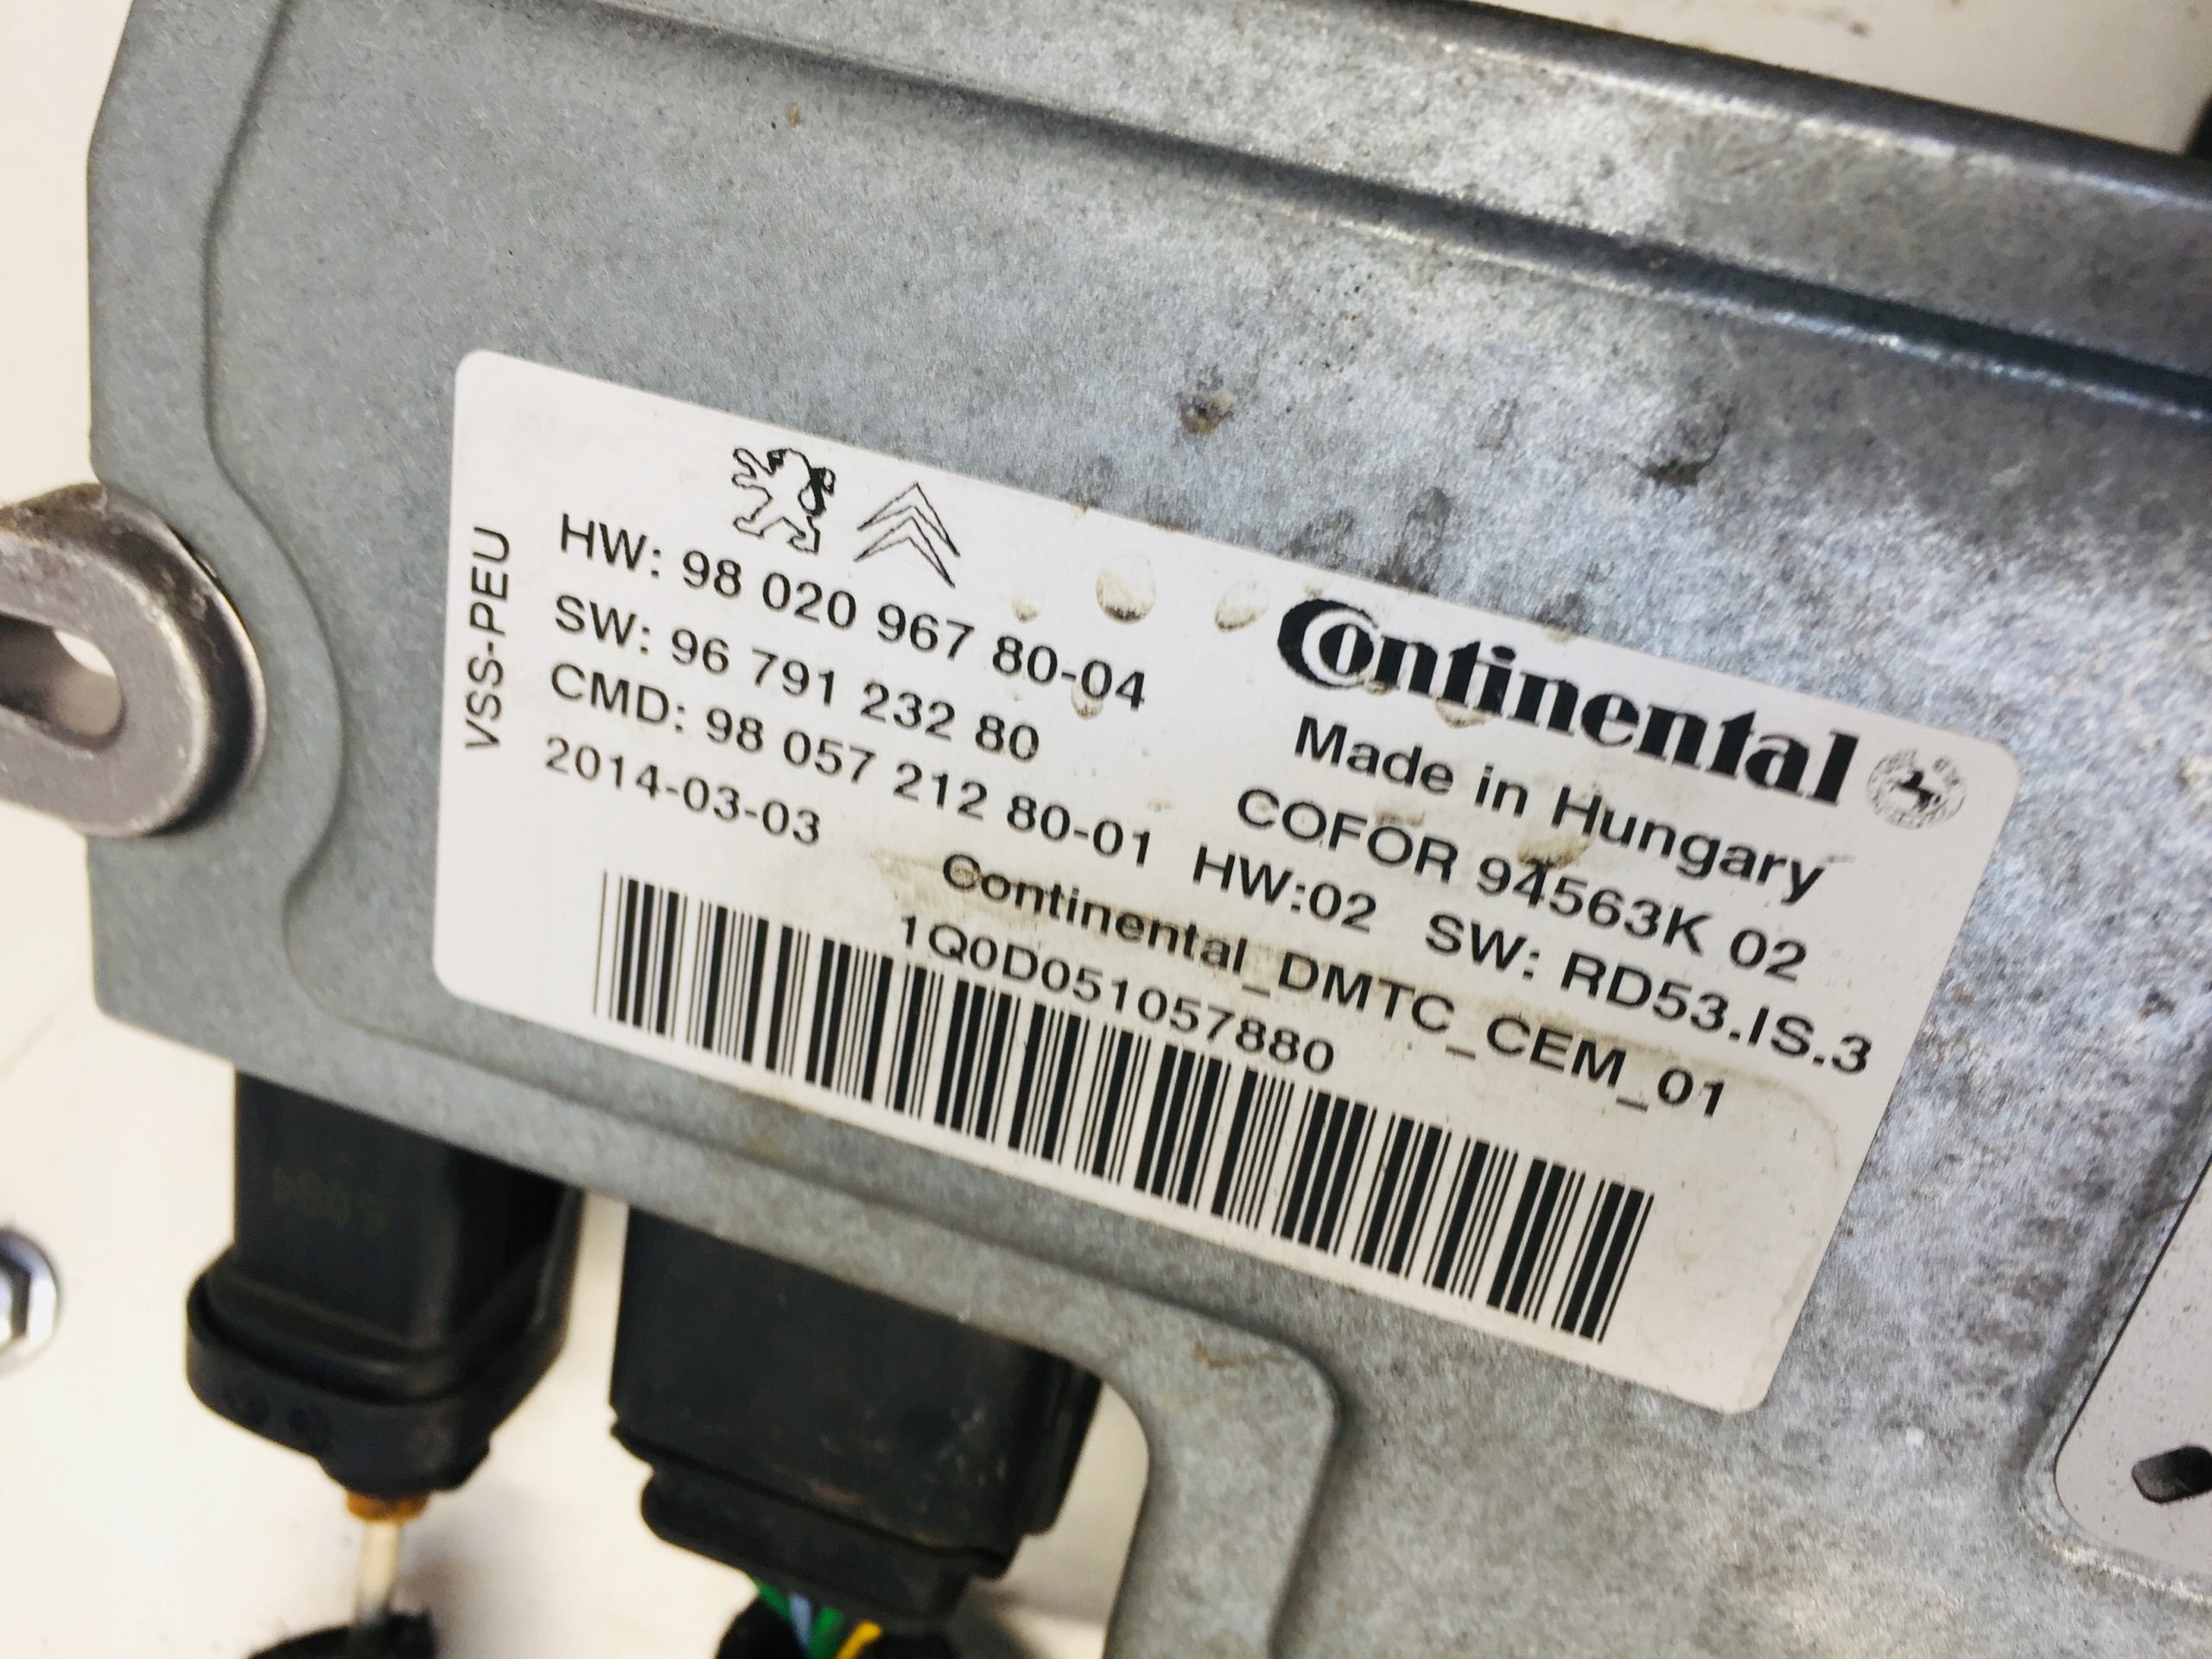 VSS-PEU
HW: 98 020 967 80-04
SW: 96 791 232 80
CMD: 98 057 212 80-01
2014-03-03
Continental
Made in Hungary
COFOR 94563K 02
HW:02 SW: RD53.IS.3
Continental_DMTC_CEM_01
1Q0D051057880